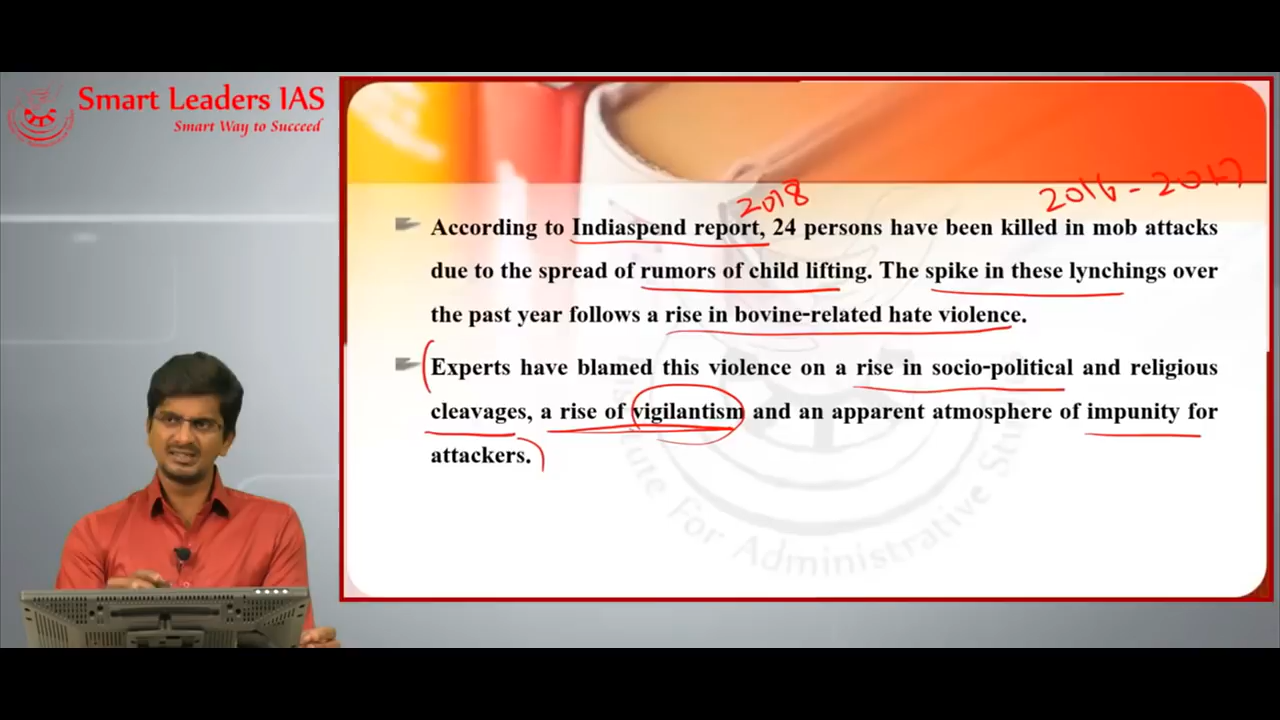 Smart Leaders IAS
Smart Way to Succeed
2018
2016 - 2017
According to Indiaspend report, 24 persons have been killed in mob attacks
due to the spread of rumors of child lifting. The spike in these lynchings over
the past year follows a rise in bovine-related hate violence.
Experts have blamed this violence on a rise in socio-political and religious
cleavages, a rise of vigilantism and an apparent atmosphere of impunity for
attackers.
For Administrative Studies